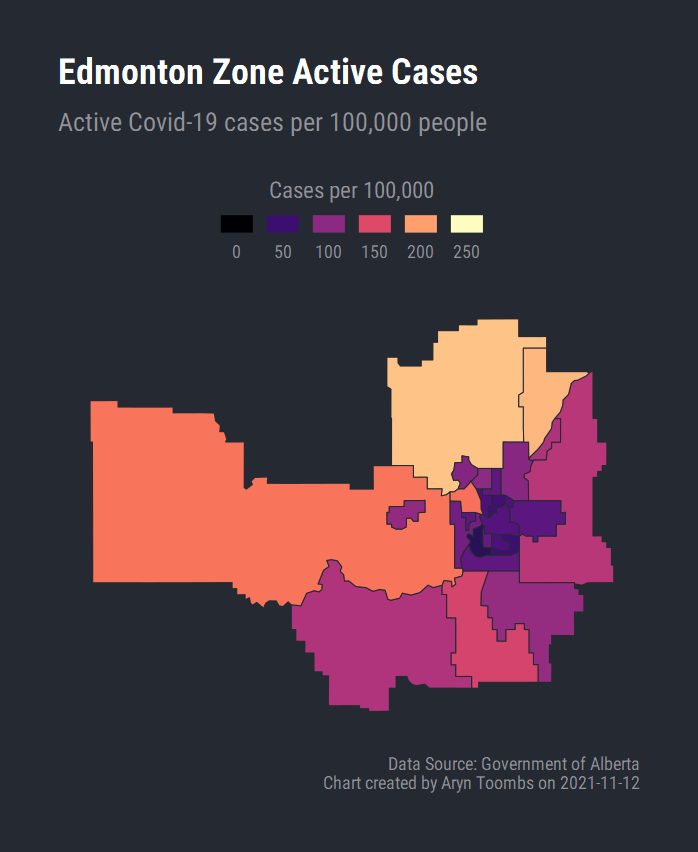 Edmonton Zone Active Cases
Active Covid-19 cases per 100,000 people
Cases per 100,000
0 50 100 150 200 250
Data Source: Government of Alberta
Chart created by Aryn Toombs on 2021-11-12